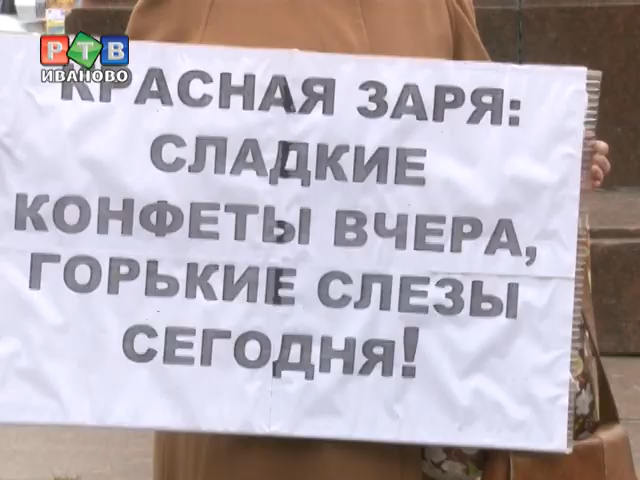 РТВ
ИВАНОВО
КРАСНАЯ ЗАРЯ:
СЛАДКИЕ
КОНФЕТЫ ВЧЕРА,
ГОРЬКИЕ СЛЕЗЫ
СЕГОДНЯ!